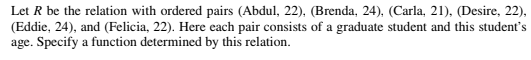 Let R be the relation with ordered pairs (Abdul, 22), (Brenda, 24), (Carla, 21), (Desire, 22),
(Eddie, 24), and (Felicia, 22). Here each pair consists of a graduate student and this student's
age. Specify a function determined by this relation.